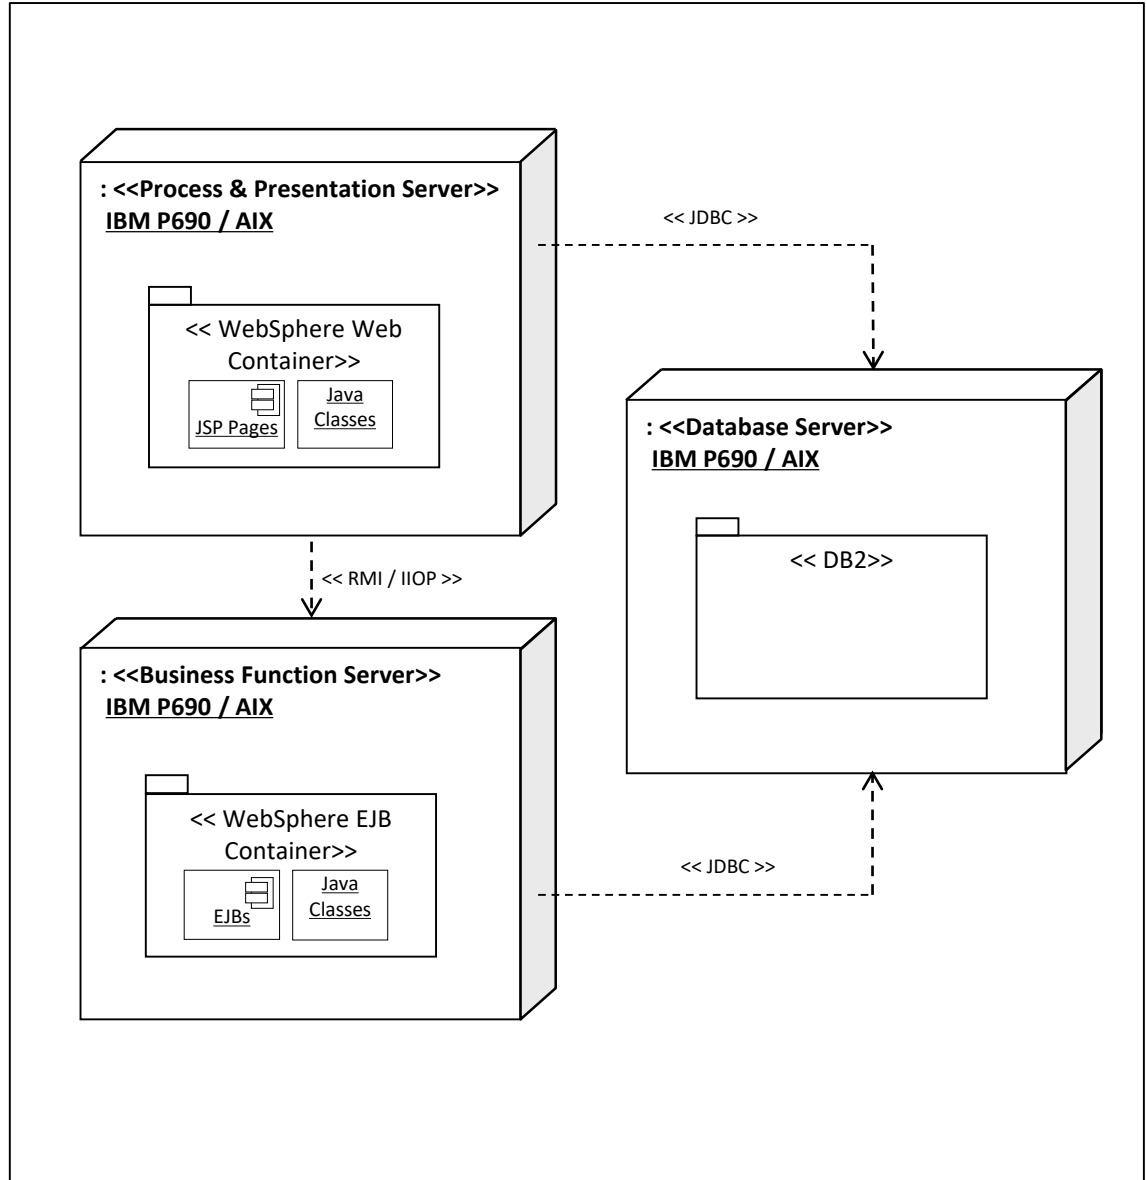 : <<Process & Presentation Server>>
IBM P690 / AIX
<< WebSphere Web
Container>>
JSP Pages
Java
Classes
<< JDBC >>
: <<Database Server>>
IBM P690 / AIX
<< DB2>>
<< RMI / IIOP >>
: <<Business Function Server>>
IBM P690 / AIX
<< WebSphere EJB
Container>>
EJBs
Java
Classes
<< JDBC >>